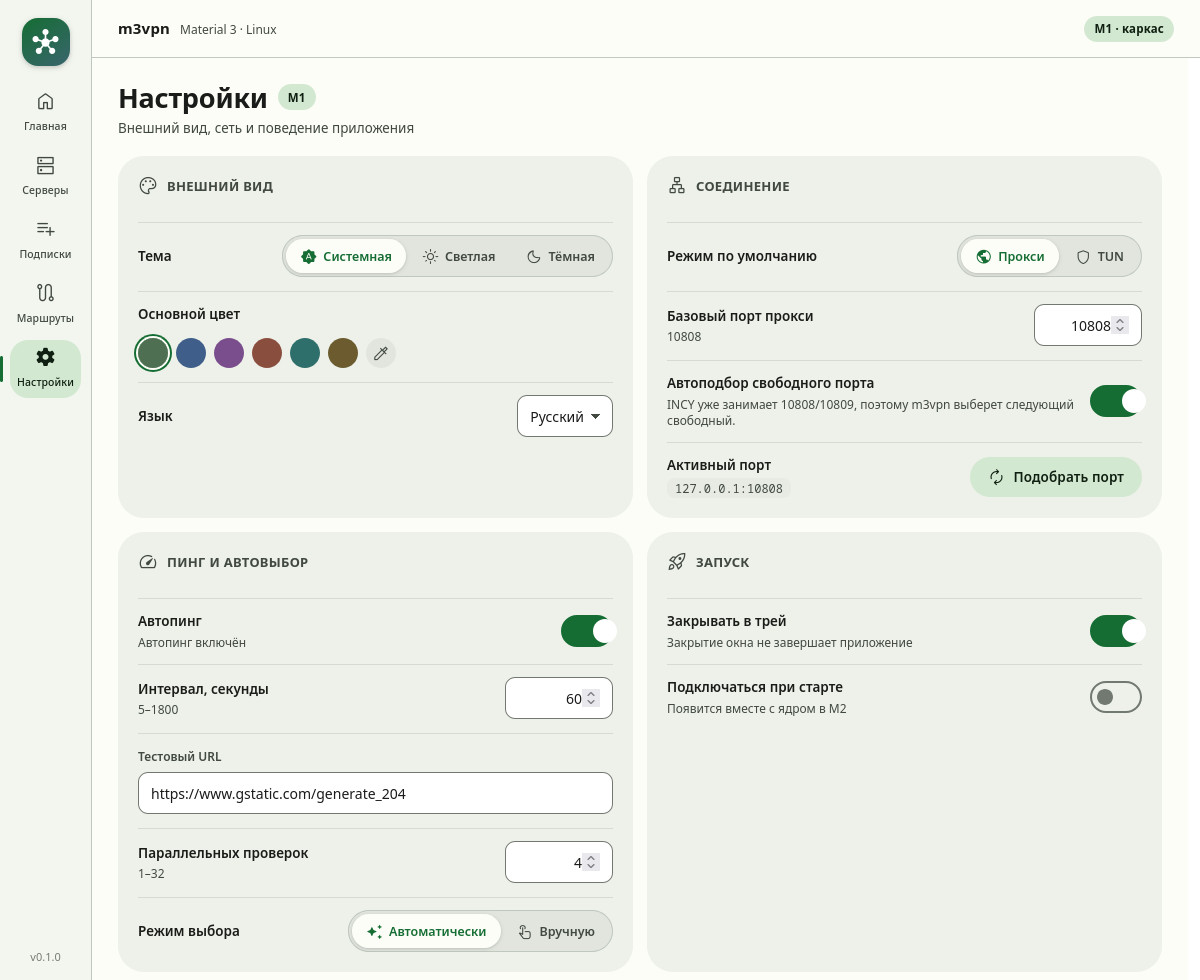 m3vpn Material 3 · Linux
M1 · каркас
Главная
Серверы
Подписки
Маршруты
Настройки
v0.1.0
Настройки M1
Внешний вид, сеть и поведение приложения
ВНЕШНИЙ ВИД
Тема
Системная Светлая Тёмная
Основной цвет
Язык
Русский
СОЕДИНЕНИЕ
Режим по умолчанию
Прокси TUN
Базовый порт прокси
10808
10808
Автоподбор свободного порта
INCY уже занимает 10808/10809, поэтому m3vpn выберет следующий
свободный.
Активный порт
127.0.0.1:10808
Подобрать порт
ПИНГ И АВТОВЫБОР
Автопинг
Автопинг включён
Интервал, секунды
5–1800
60
Тестовый URL
https://www.gstatic.com/generate_204
Параллельных проверок
1–32
4
Режим выбора
Автоматически Вручную
ЗАПУСК
Закрывать в трей
Закрытие окна не завершает приложение
Подключаться при старте
Появится вместе с ядром в M2